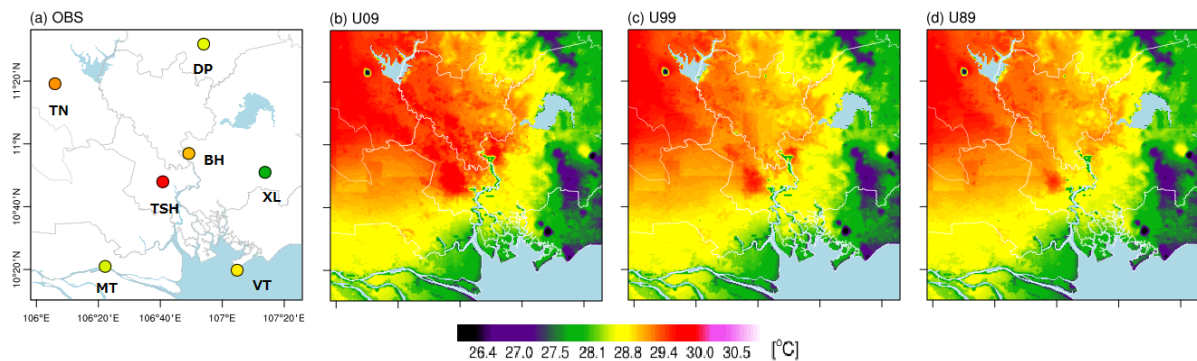 (a) OBS
(b) U09
(c) U99
(d) U89
DP
TN
BH
XL
TSH
MT
VT
11°20'N
11°N
10°40'N
10°20'N
106°E
106°20'E
106°40'E
107°E
107°20'E
26.4 27.0 27.5 28.1 28.8 29.4 30.0 30.5 [°C]